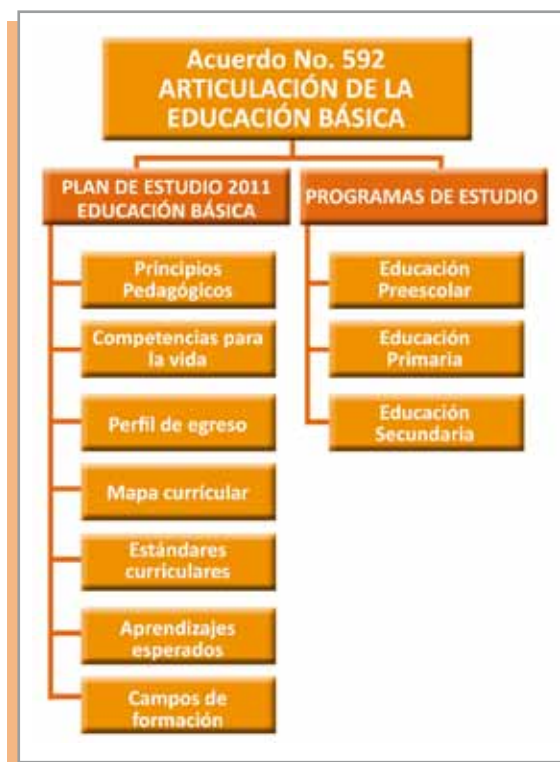 Acuerdo No. 592
ARTICULACIÓN DE LA
EDUCACIÓN BÁSICA
PLAN DE ESTUDIO 2011
EDUCACIÓN BÁSICA
Principios
Pedagógicos
Competencias para
la vida
Perfil de egreso
Mapa curricular
Estándares
curriculares
Aprendizajes
esperados
Campos de
formación
PROGRAMAS DE ESTUDIO
Educación
Preescolar
Educación
Primaria
Educación
Secundaria